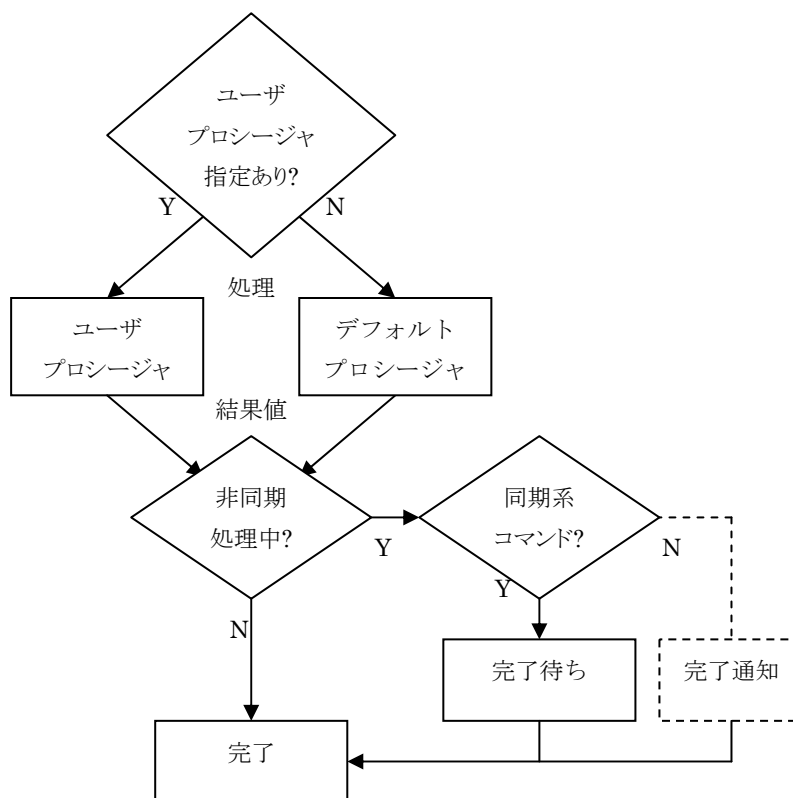 ユーザ
プロシージャ
指定あり?
Y
N
処理
ユーザ
プロシージャ
デフォルト
プロシージャ
結果値
非同期
処理中?
Y
同期系
コマンド?
N
Y
N
完了待ち
完了通知
完了